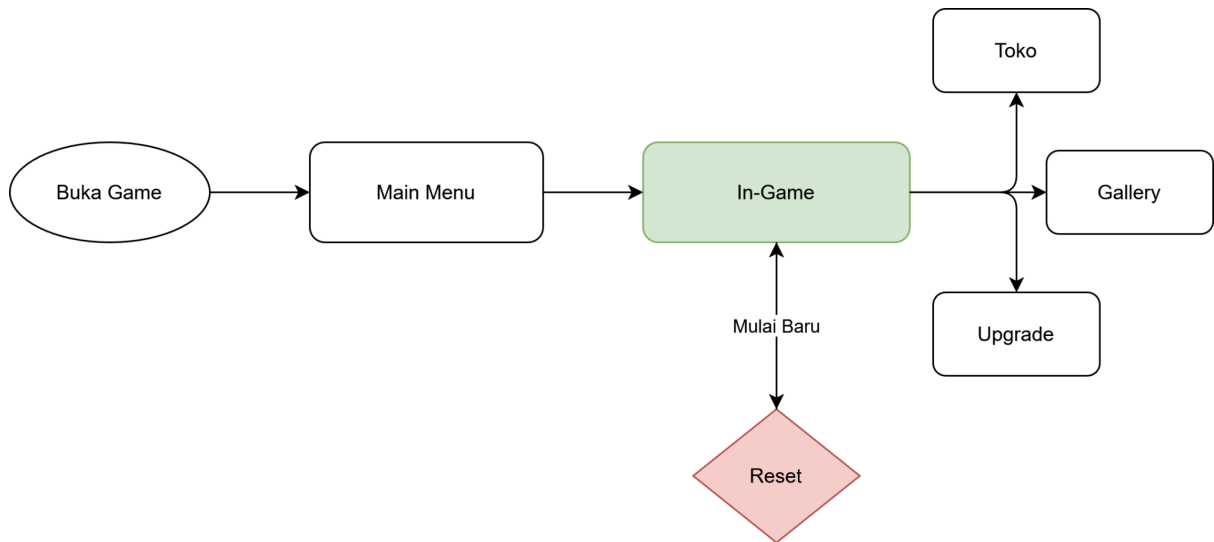 Toko
Buka Game
Main Menu
In-Game
Gallery
Mulai Baru
Upgrade
Reset